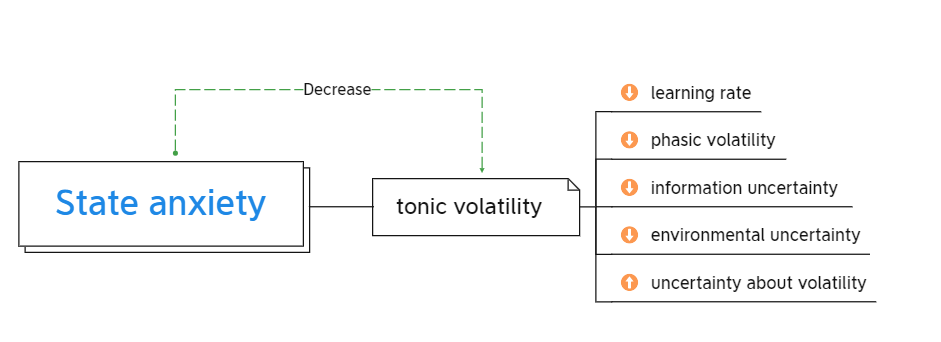 Decrease
State anxiety
tonic volatility
learning rate
phasic volatility
information uncertainty
environmental uncertainty
uncertainty about volatility